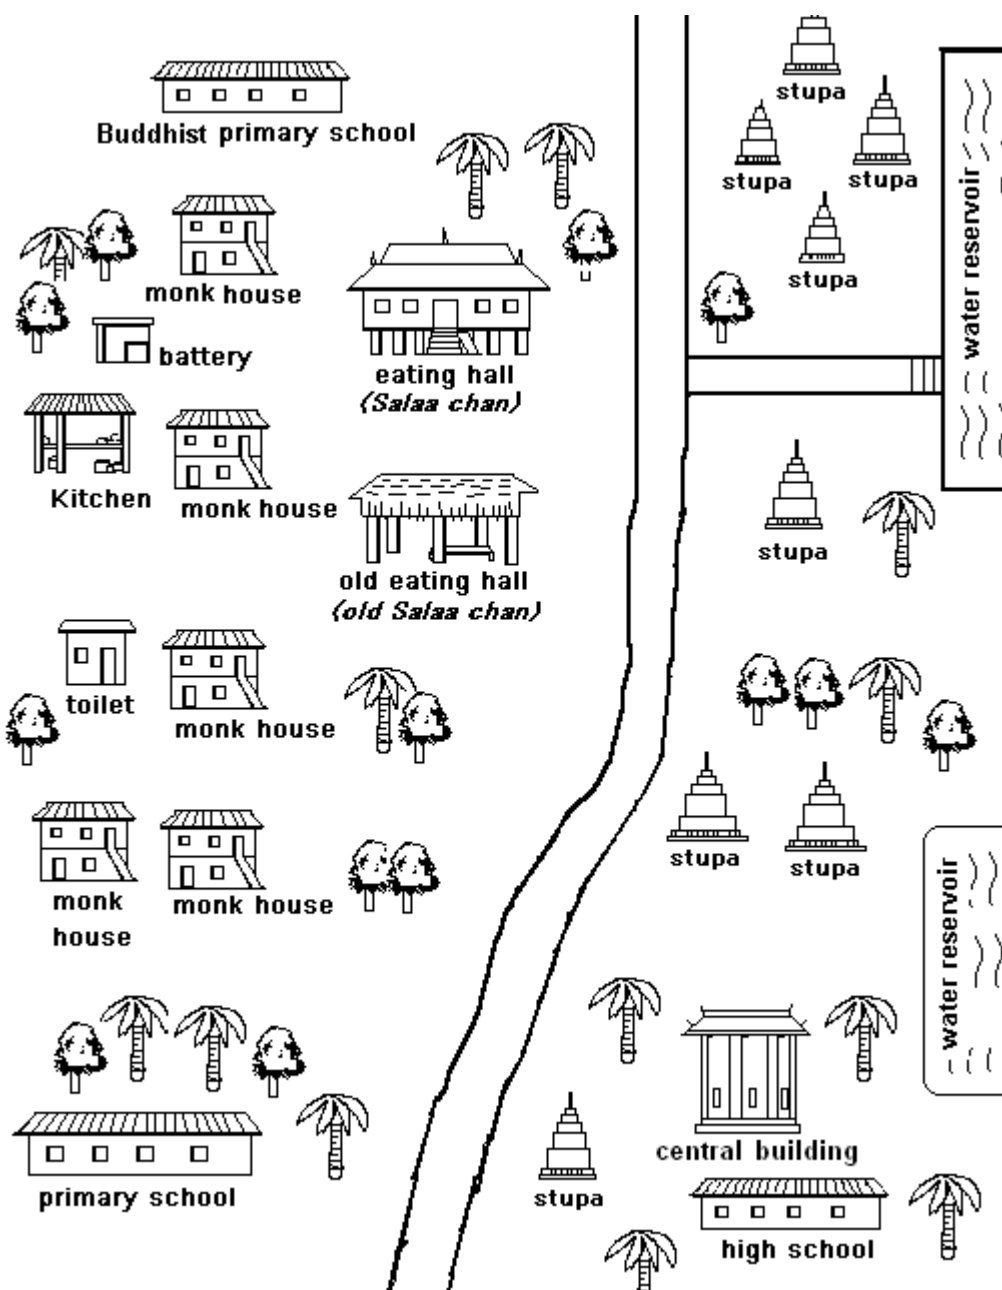 stupa
Buddhist primary school
stupa
stupa
water reservoir
monk house
stupa
battery
eating hall
(Salaa chan)
Kitchen
monk house
stupa
old eating hall
(old Salaa chan)
toilet
monk house
stupa
stupa
monk
house
monk house
water reservoir
central building
primary school
stupa
high school